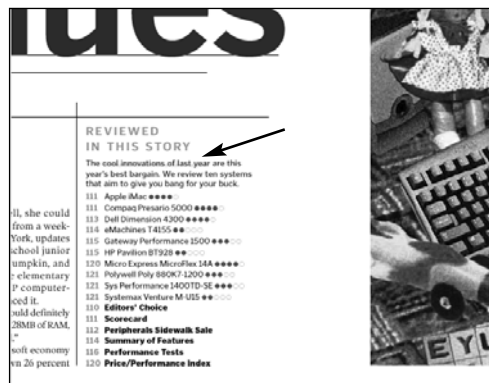 ues
REVIEWED
IN THIS STORY
The cool innovations of last year are this
year's best bargain. We review ten systems
that aim to give you bang for your buck.
111 Apple iMac ●●●●○
111 Compaq Presario 5000 ●●●●○
113 Dell Dimension 4300 ●●●●○
114 eMachines T4155 ●●○○○
115 Gateway Performance 1500 ●●●○○
115 HP Pavilion BT928 ●●○○○
120 Micro Express MicroFlex 14A ●●●●○
121 Polywell Poly 880K7-1200 ●●●○○
121 Sys Performance 1400TD-SE ●●●○○
121 Systemax Venture M-U15 ●●○○○
110 Editors' Choice
111 Scorecard
112 Peripherals Sidewalk Sale
114 Summary of Features
116 Performance Tests
120 Price/Performance Index
ll, she could
from a week-
York, updates
school junior
umpkin, and
elementary
P computer-
ced it.
ould definitely
28MB of RAM,
soft economy
vn 26 percent
EYL